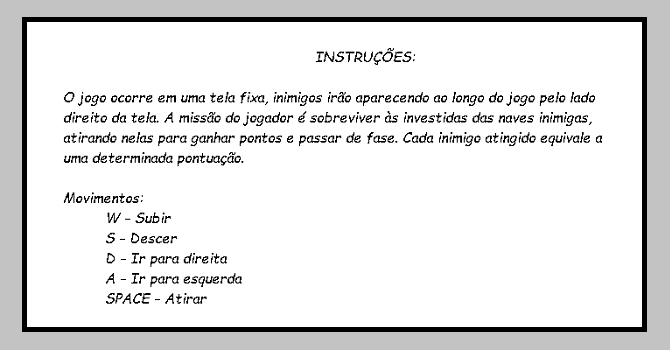 INSTRUÇÕES:
O jogo ocorre em uma tela fixa, inimigos irão aparecendo ao longo do jogo pelo lado
direito da tela. A missão do jogador é sobreviver às investidas das naves inimigas,
atirando nelas para ganhar pontos e passar de fase. Cada inimigo atingido equivale a
uma determinada pontuação.
Movimentos:
W - Subir
S - Descer
D - Ir para direita
A - Ir para esquerda
SPACE - Atirar